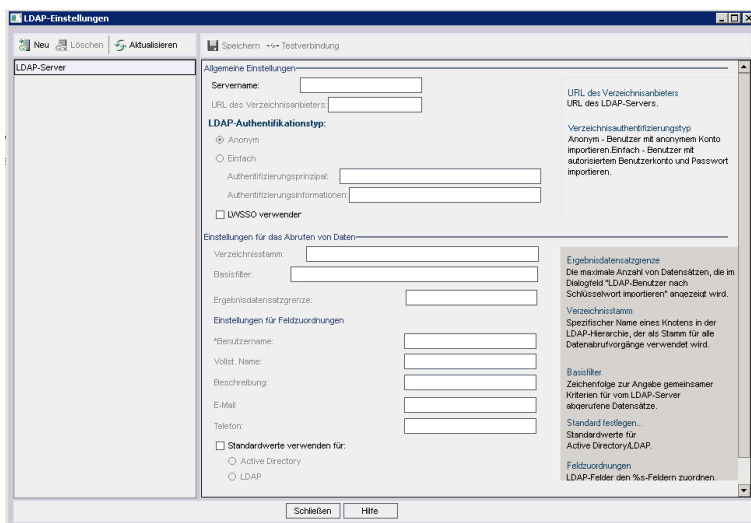 LDAP-Einstellungen
Neu Löschen Aktualisieren
Speichern Testverbindung
LDAP-Server
Allgemeine Einstellungen
Servername:
URL des Verzeichnisanbieters:
LDAP-Authentifikationstyp:
Anonym
Einfach
Authentifizierungsprinzipal:
Authentifizierungsinformationen:
LWSSO verwender
URL des Verzeichnisanbieters
URL des LDAP-Servers.
Verzeichnisauthentifizierungstyp
Anonym - Benutzer mit anonymem Konto
importieren.Einfach - Benutzer mit
autorisiertem Benutzerkonto und Passwort
importieren.
Einstellungen für das Abrufen von Daten
Verzeichnisstamm:
Basisfilter:
Ergebnisdatensatzgrenze:
Einstellungen für Feldzuordnungen
*Benutzername:
Vollst. Name:
Beschreibung:
E-Mail
Telefon:
Standardwerte verwenden für:
Active Directory
LDAP
Ergebnisdatensatzgrenze
Die maximale Anzahl von Datensätzen, die im
Dialogfeld "LDAP-Benutzer nach
Schlüsselwort importieren" angezeigt wird.
Verzeichnisstamm
Spezifischer Name eines Knotens in der
LDAP-Hierarchie, der als Stamm für alle
Datenabrufvorgänge verwendet wird.
Basisfilter
Zeichenfolge zur Angabe gemeinsamer
Kriterien für vom LDAP-Server
abgerufene Datensätze.
Standard festlegen...
Standardwerte für
Active Directory/LDAP.
Feldzuordnungen
LDAP-Felder den %s-Feldern zuordnen.
Schließen Hilfe